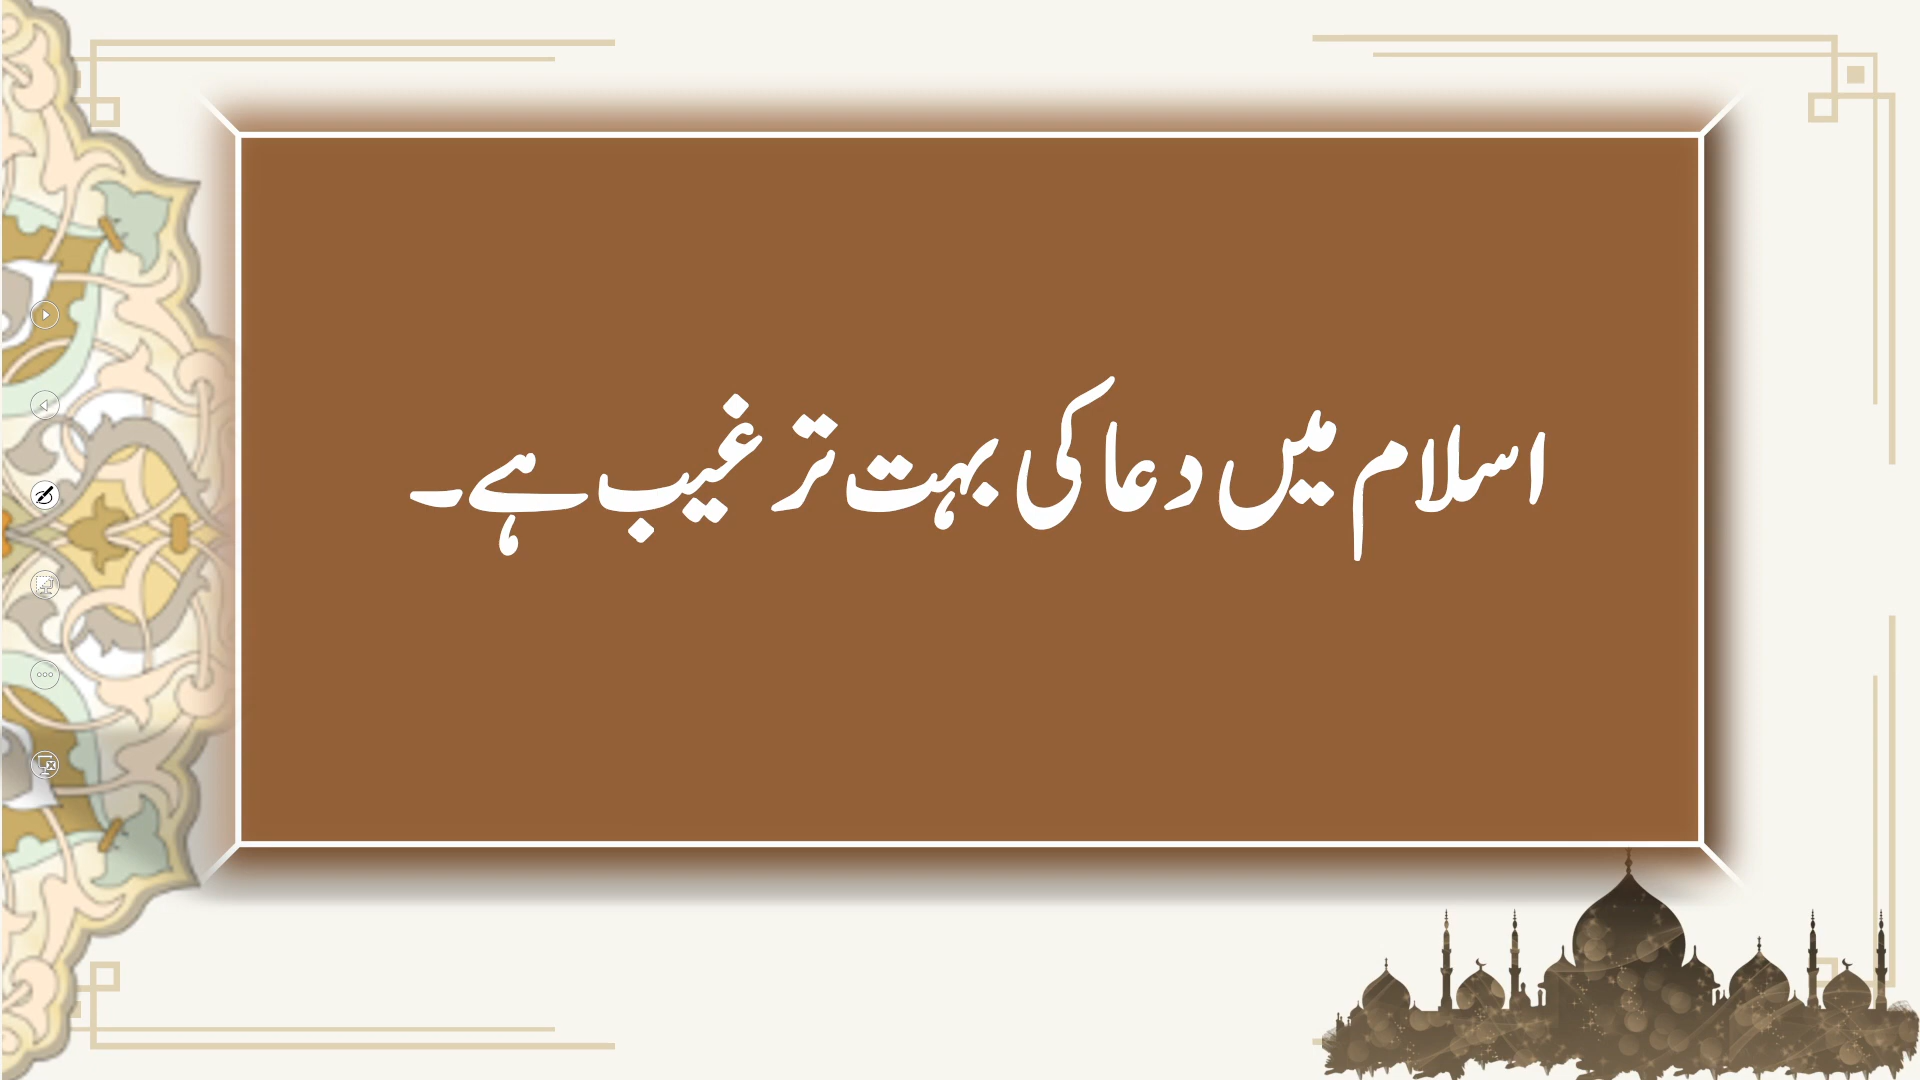 اسلام میں دعا کی بہت ترغیب ہے۔